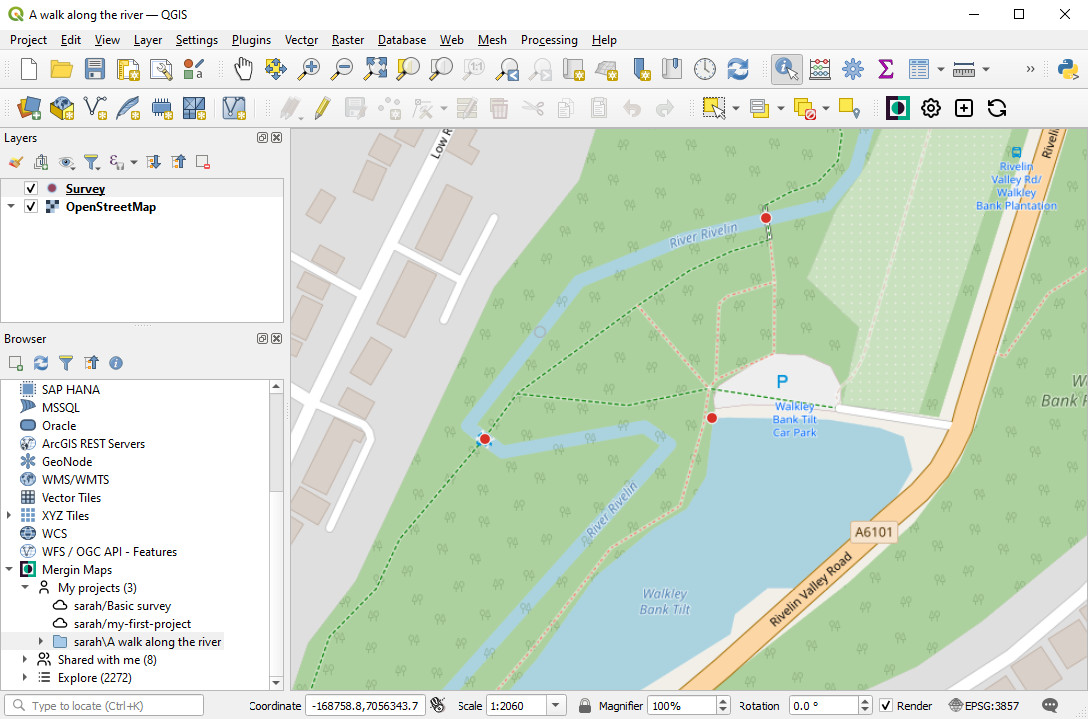 A walk along the river — QGIS
Project Edit View Layer Settings Plugins Vector Raster Database Web Mesh Processing Help
Layers
Survey
OpenStreetMap
Browser
SAP HANA
MSSQL
Oracle
ArcGIS REST Servers
GeoNode
WMS/WMTS
Vector Tiles
XYZ Tiles
WCS
WFS / OGC API - Features
Mergin Maps
My projects (3)
sarah/Basic survey
sarah/my-first-project
sarah\A walk along the river
Shared with me (8)
Explore (2272)
Low R
River Rivelin
Rivelin
Valley Rd/
Walkley
Bank Plantation
Rivelin
P
Walkley
Bank Tilt
Car Park
W
Bank P
River Rivelin
A6101
Rivelin Valley Road
Walkley
Bank Tilt
Type to locate (Ctrl+K)
Coordinate -168758.8,7056343.7 Scale 1:2060 Magnifier 100% Rotation 0.0 ° Render EPSG:3857